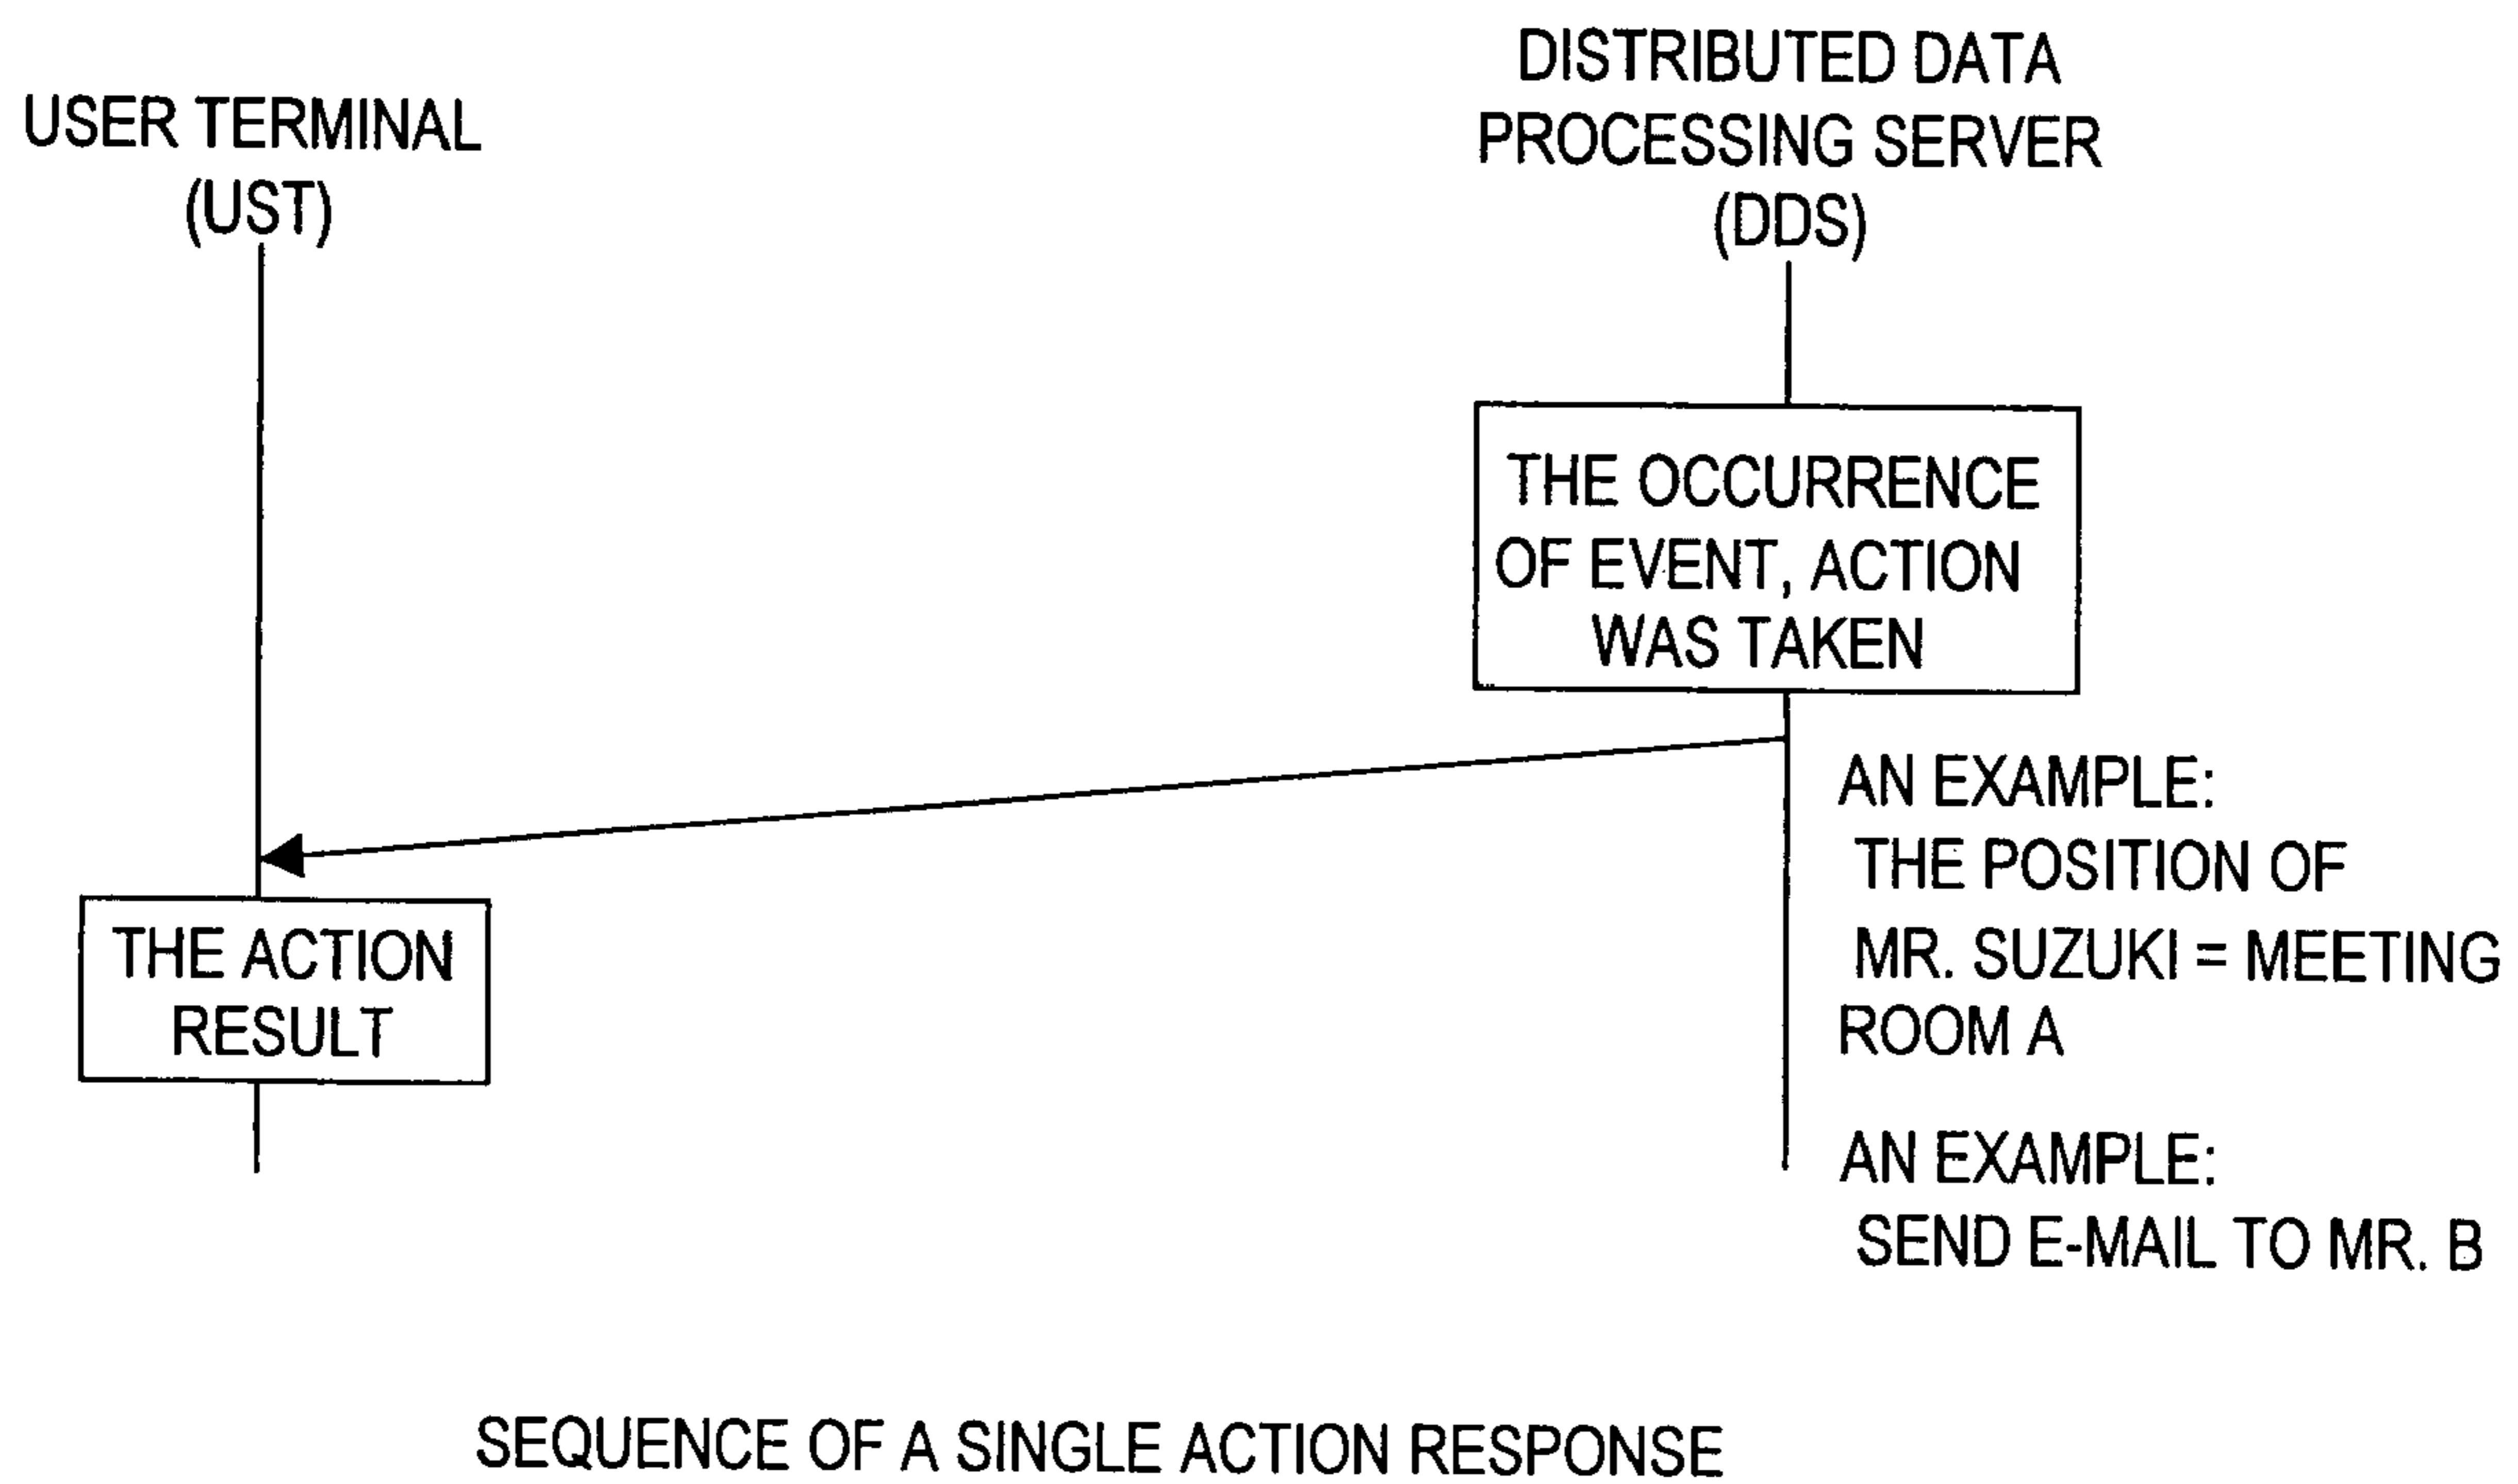 USER TERMINAL
(UST)
DISTRIBUTED DATA
PROCESSING SERVER
(DDS)
THE OCCURRENCE
OF EVENT, ACTION
WAS TAKEN
AN EXAMPLE:
THE POSITION OF
MR. SUZUKI = MEETING
ROOM A
THE ACTION
RESULT
AN EXAMPLE:
SEND E-MAIL TO MR. B
SEQUENCE OF A SINGLE ACTION RESPONSE